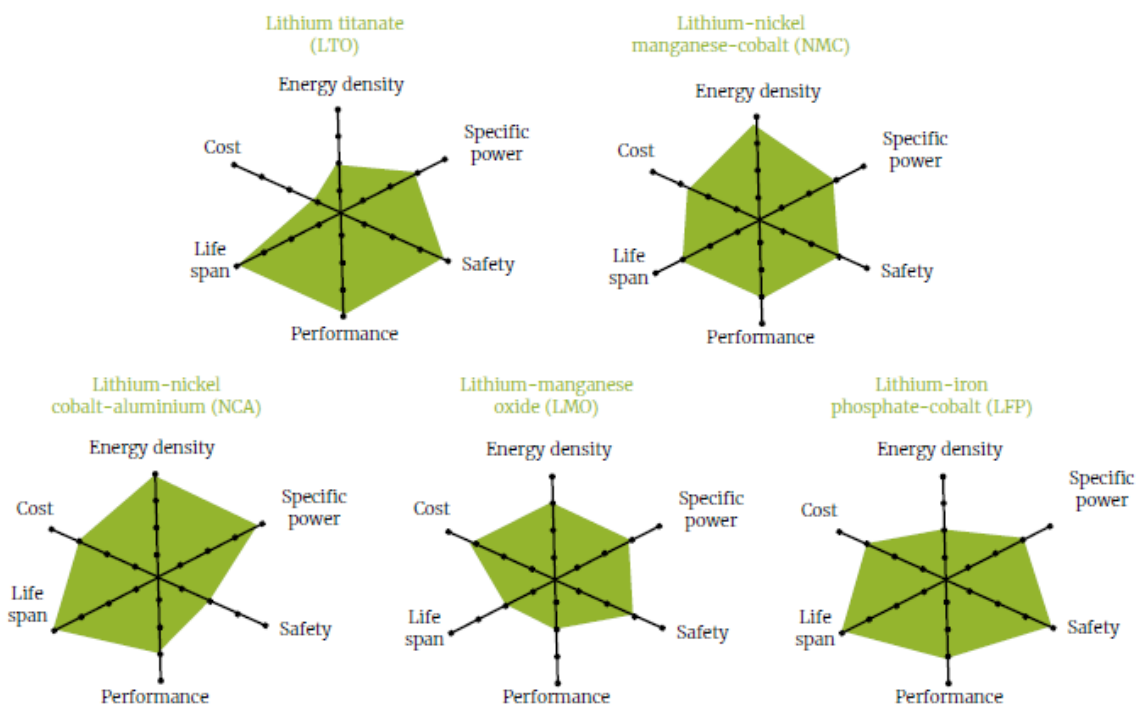 Lithium titanate
(LTO)
Energy density
Specific
power
Cost
Life
span
Safety
Performance
Lithium-nickel
manganese-cobalt (NMC)
Energy density
Specific
power
Cost
Life
span
Safety
Performance
Lithium-nickel
cobalt-aluminium (NCA)
Energy density
Specific
power
Cost
Life
span
Safety
Performance
Lithium-manganese
oxide (LMO)
Energy density
Specific
power
Cost
Life
span
Safety
Performance
Lithium-iron
phosphate-cobalt (LFP)
Energy density
Specific
power
Cost
Life
span
Safety
Performance